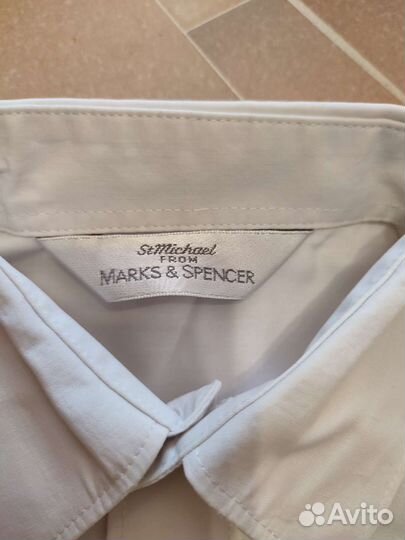 StMichael
FROM
MARKS & SPENCER
Avito